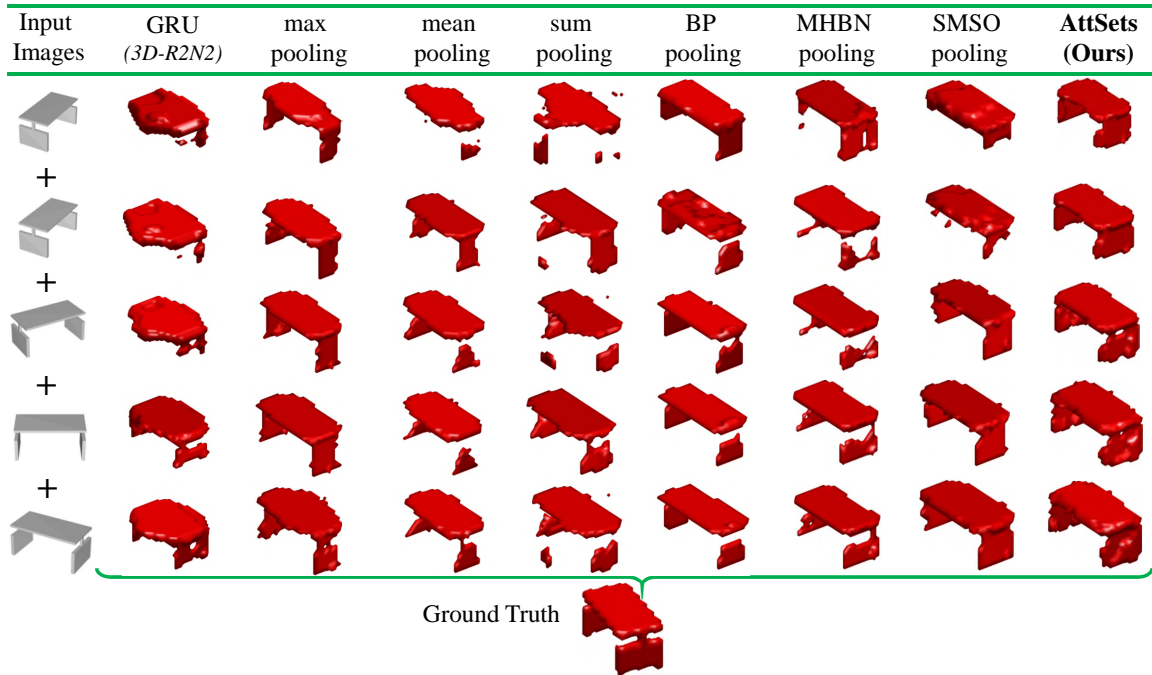 Input Images
GRU (3D-R2N2)
max pooling
mean pooling
sum pooling
BP pooling
MHBN pooling
SMSO pooling
AttSets (Ours)
+
+
+
+
Ground Truth